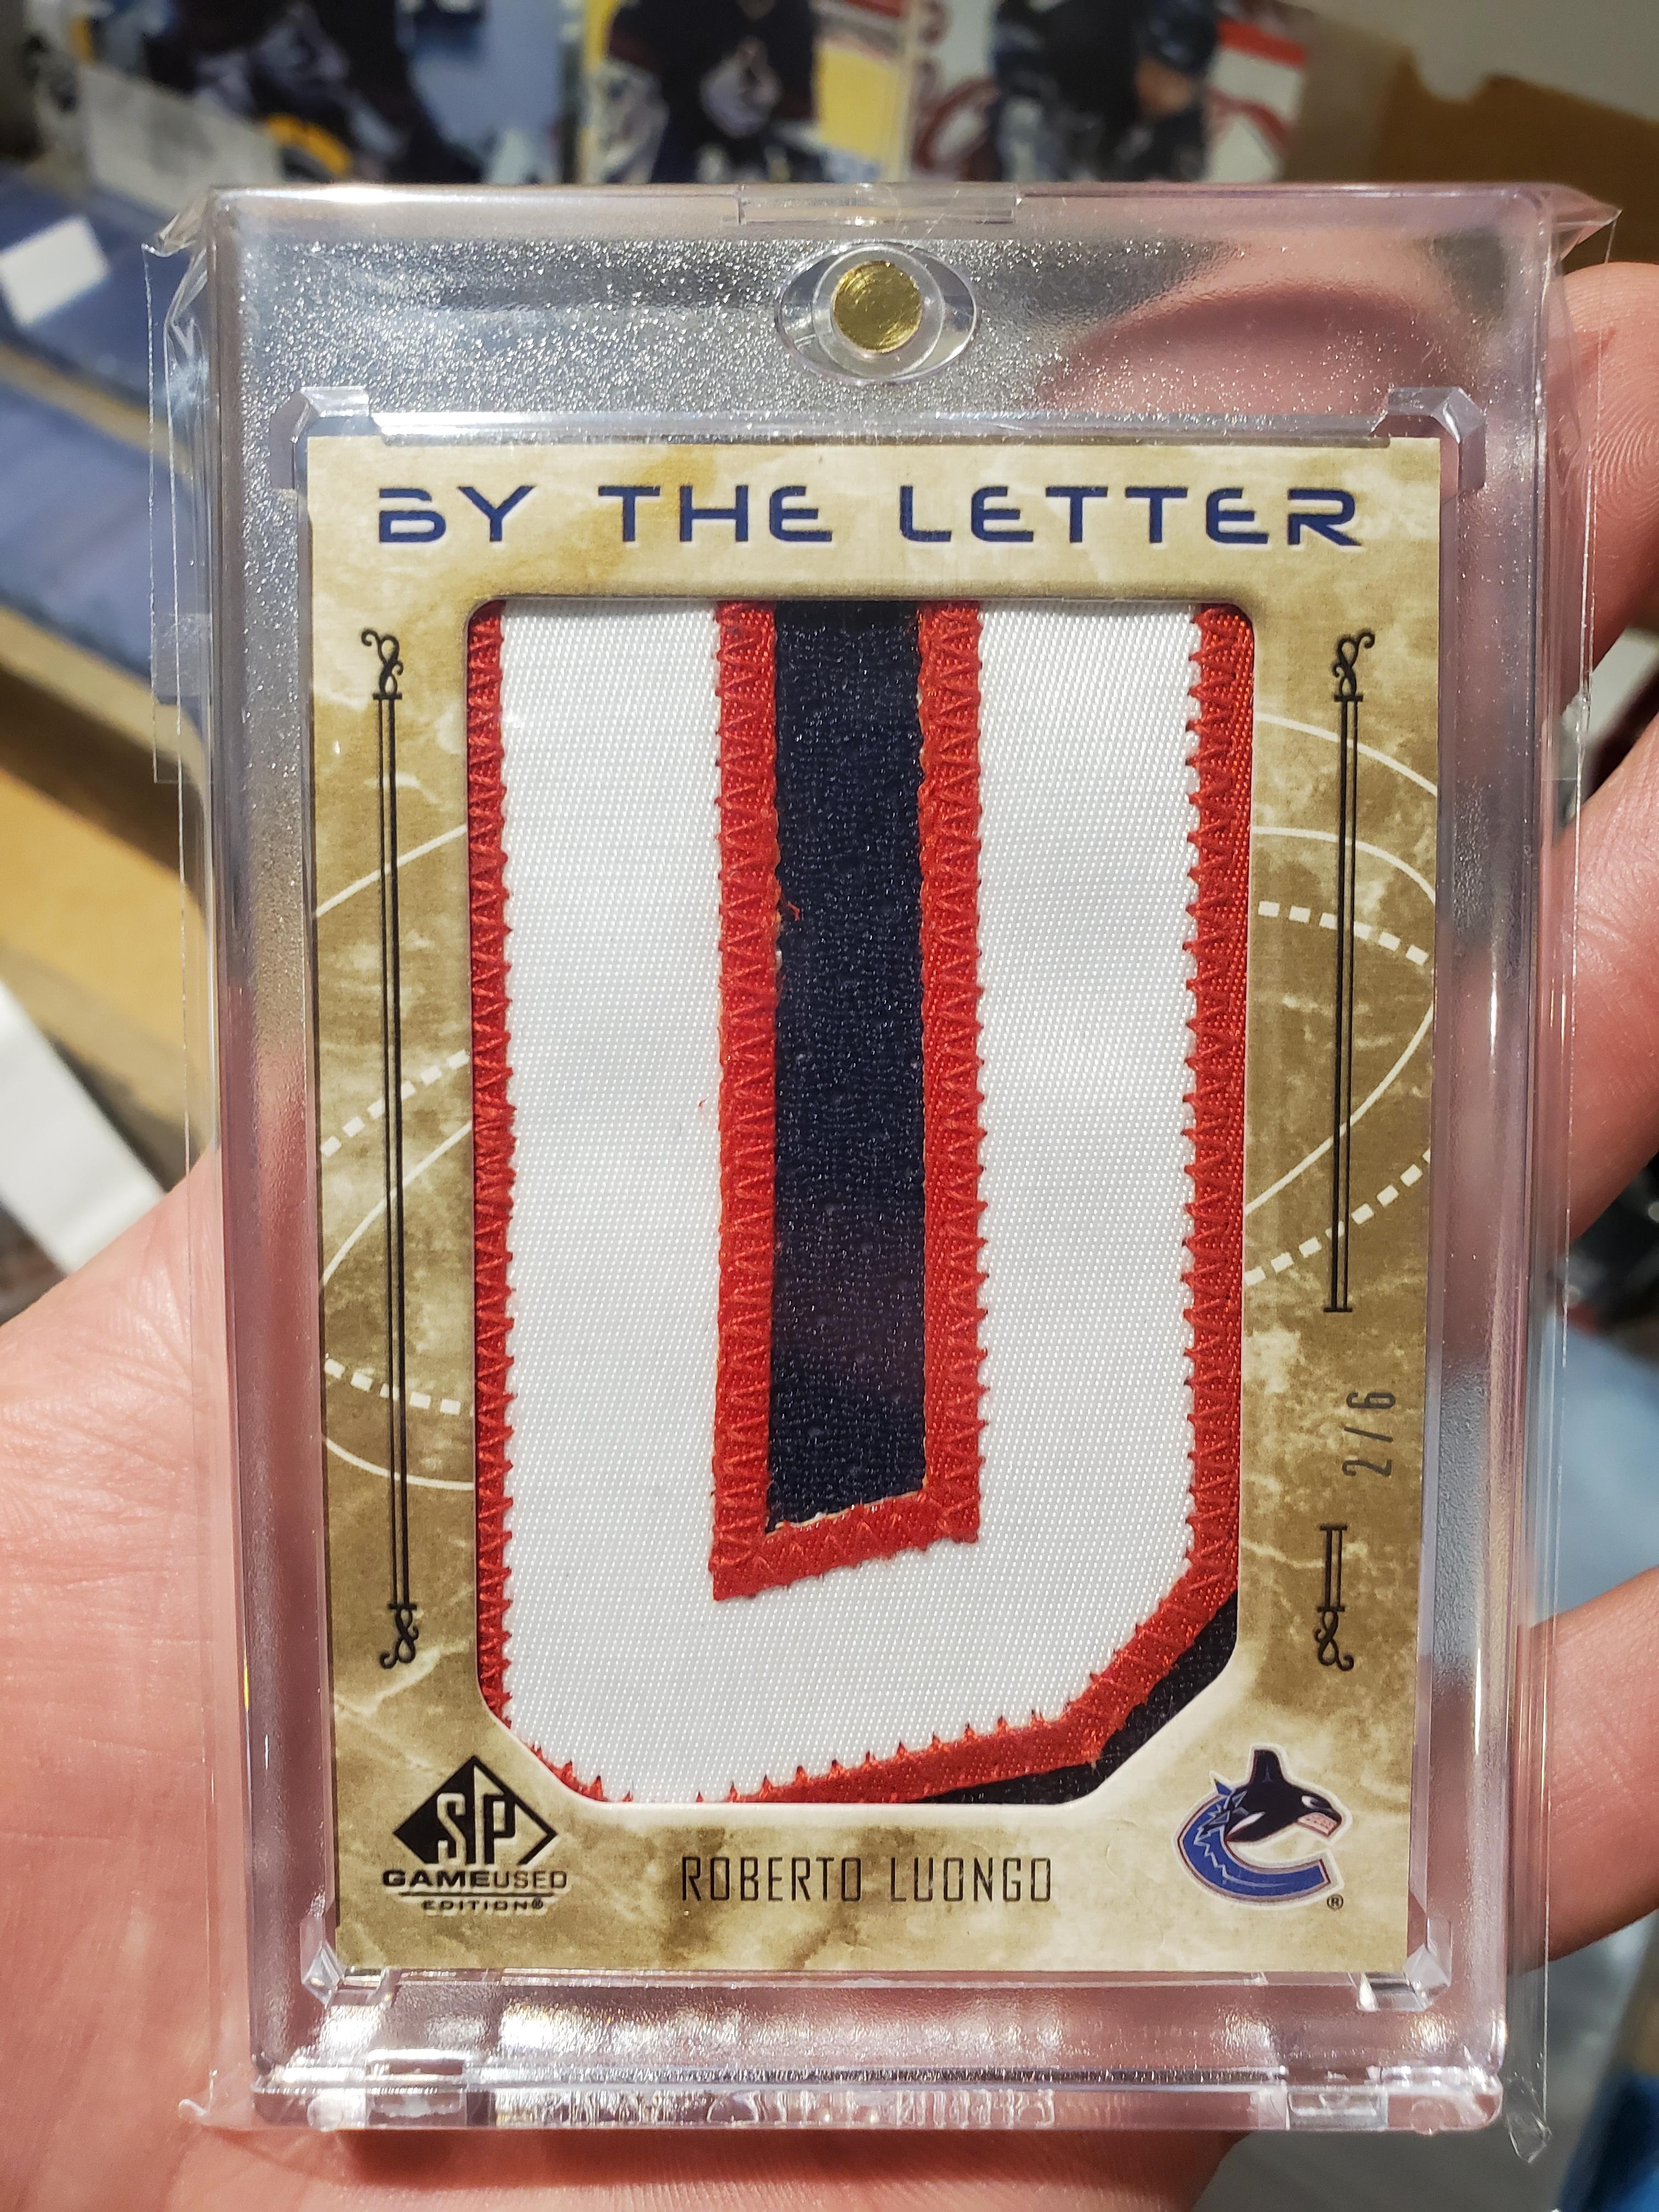 BY THE LETTER
U
2/6
SP
GAMEUSED
EDITION®
ROBERTO LUONGO
®